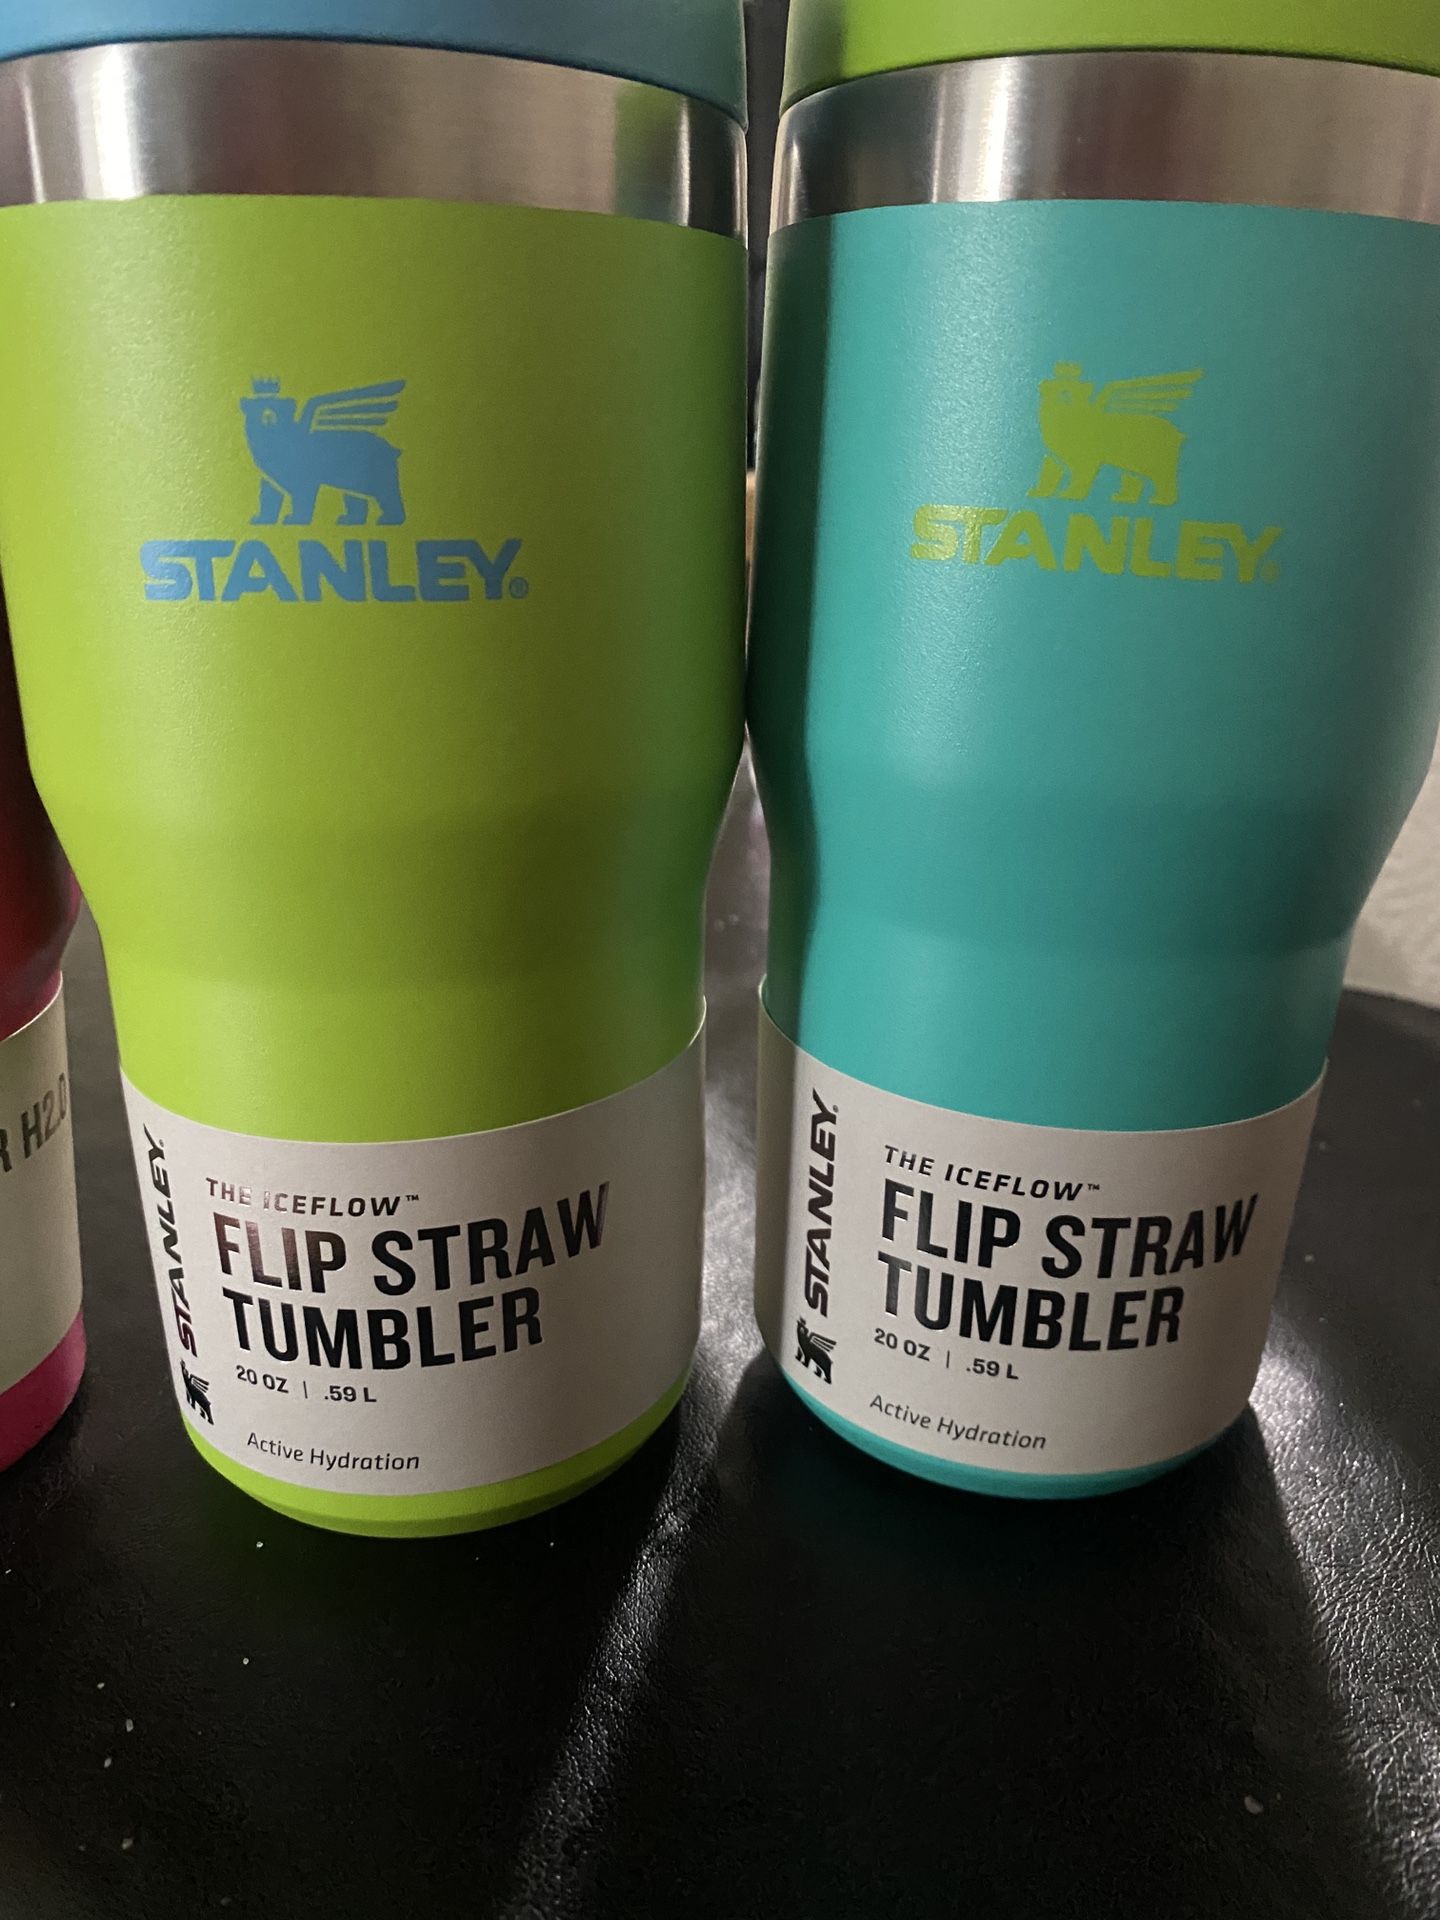 STANLEY®
STANLEY®
R H2.0
STANLEY®
THE ICEFLOW™
FLIP STRAW
TUMBLER
20 OZ | .59 L
Active Hydration
STANLEY®
THE ICEFLOW™
FLIP STRAW
TUMBLER
20 OZ | .59 L
Active Hydration